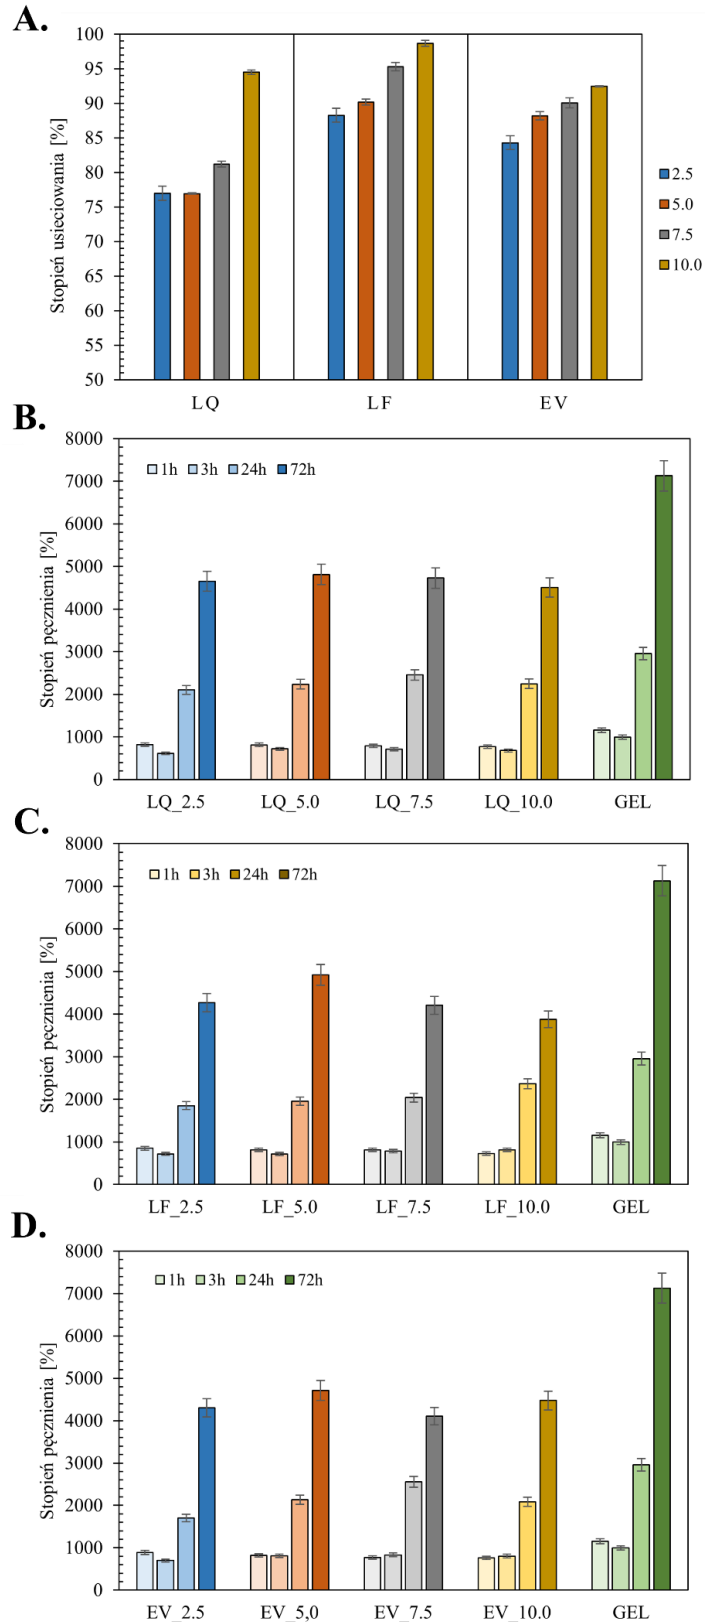 A.
Stopień usieciowania [%]
100
95
90
85
80
75
70
65
60
55
50
LQ LF EV
2.5
5.0
7.5
10.0
B.
Stopień pęcznienia [%]
8000
7000
6000
5000
4000
3000
2000
1000
0
1h 3h 24h 72h
LQ_2.5 LQ_5.0 LQ_7.5 LQ_10.0 GEL
C.
Stopień pęcznienia [%]
8000
7000
6000
5000
4000
3000
2000
1000
0
1h 3h 24h 72h
LF_2.5 LF_5.0 LF_7.5 LF_10.0 GEL
D.
Stopień pęcznienia [%]
8000
7000
6000
5000
4000
3000
2000
1000
0
1h 3h 24h 72h
EV_2.5 EV_5,0 EV_7.5 EV_10.0 GEL